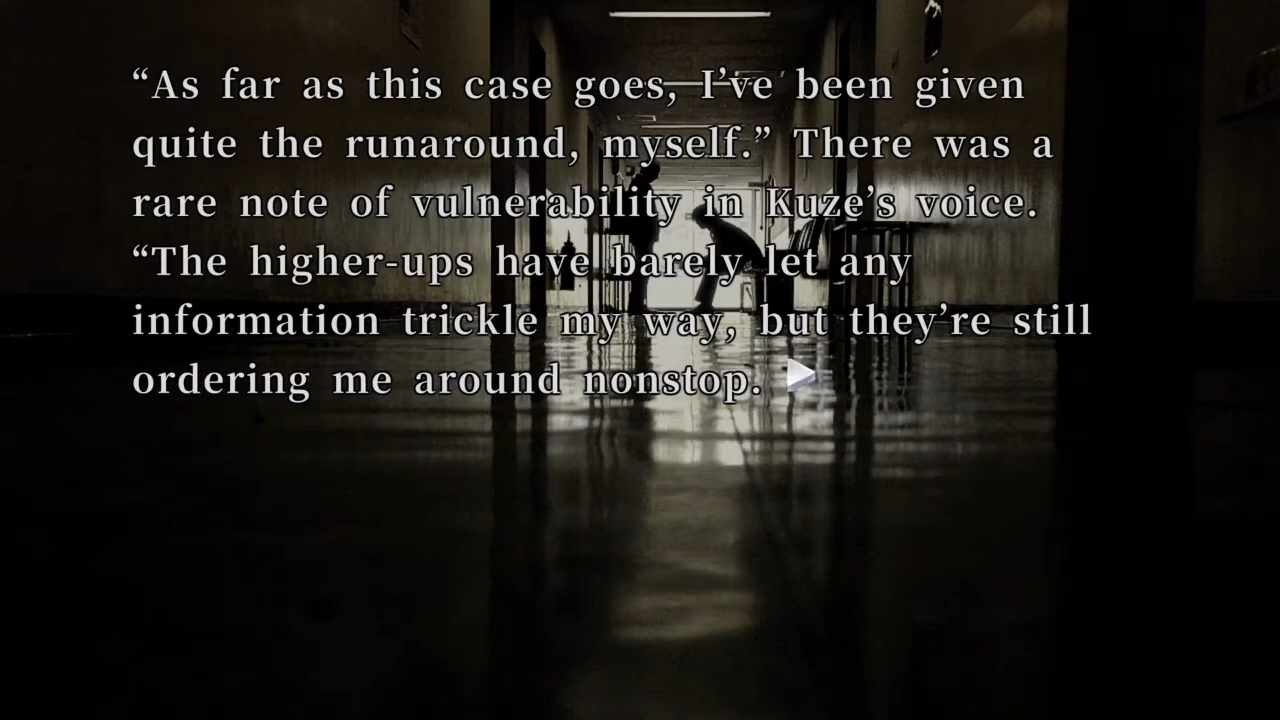 “As far as this case goes, I’ve been given
quite the runaround, myself.” There was a
rare note of vulnerability in Kuze’s voice.
“The higher-ups have barely let any
information trickle my way, but they’re still
ordering me around nonstop.